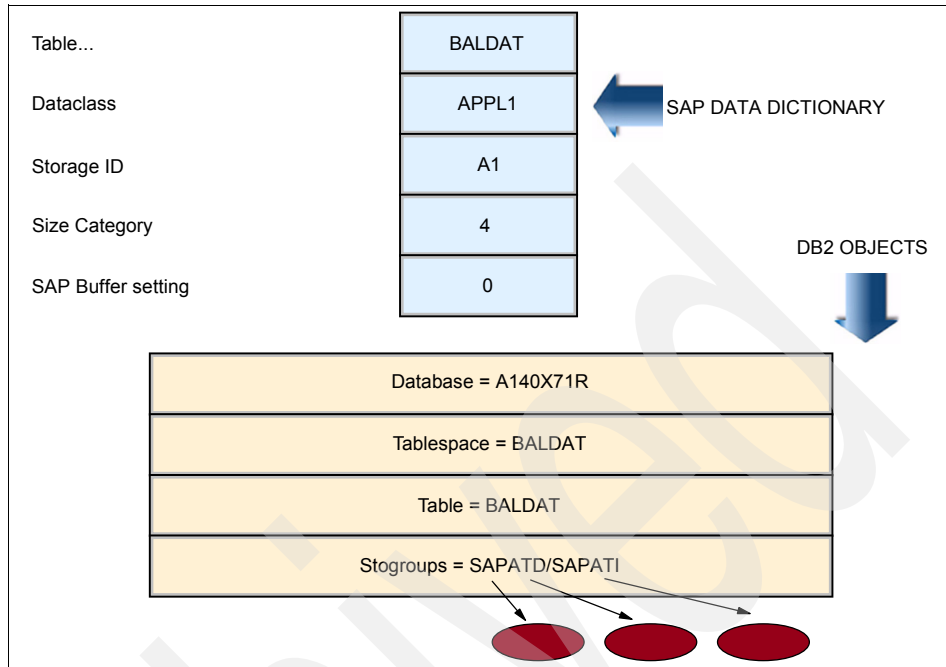 Table... BALDAT
Dataclass APPL1 SAP DATA DICTIONARY
Storage ID A1
Size Category 4
DB2 OBJECTS
SAP Buffer setting 0
Database = A140X71R
Tablespace = BALDAT
Table = BALDAT
Stogroups = SAPATD/SAPATI